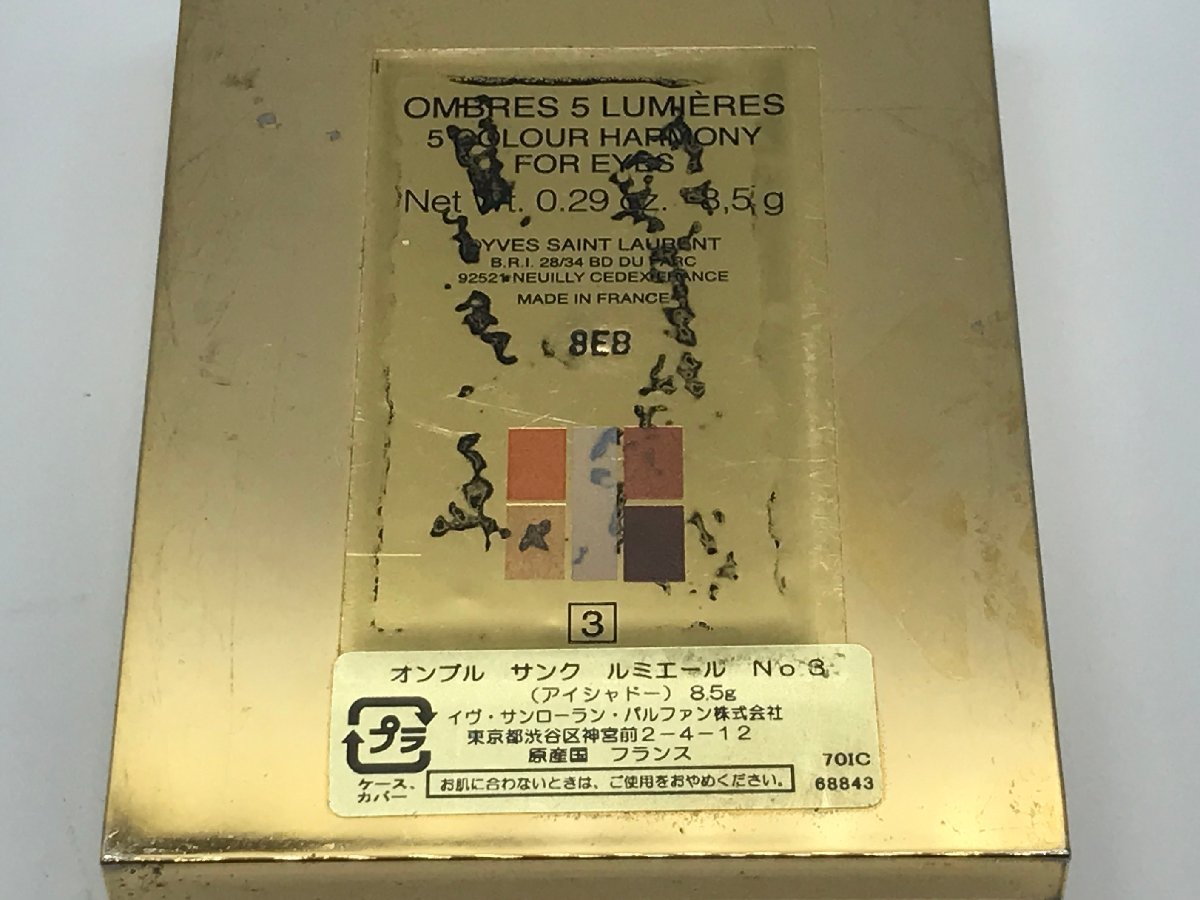 OMBRES 5 LUMIÈRES
5 COLOUR HARMONY
FOR EYES
Net Wt. 0.29 oz. 8,5 g
YVES SAINT LAURENT
B.R.I. 28/34 BD DU PARC
92521 NEUILLY CEDEX FRANCE
MADE IN FRANCE
8EB
3
オンブル サンク ルミエール No 3
(アイシャドー) 8.5g
イヴ・サンローラン・パルファン株式会社
東京都渋谷区神宮前2-4-12
原産国 フランス
プラ
ケース、
カバー
お肌に合わないときは、ご使用をおやめください。
701C
68843